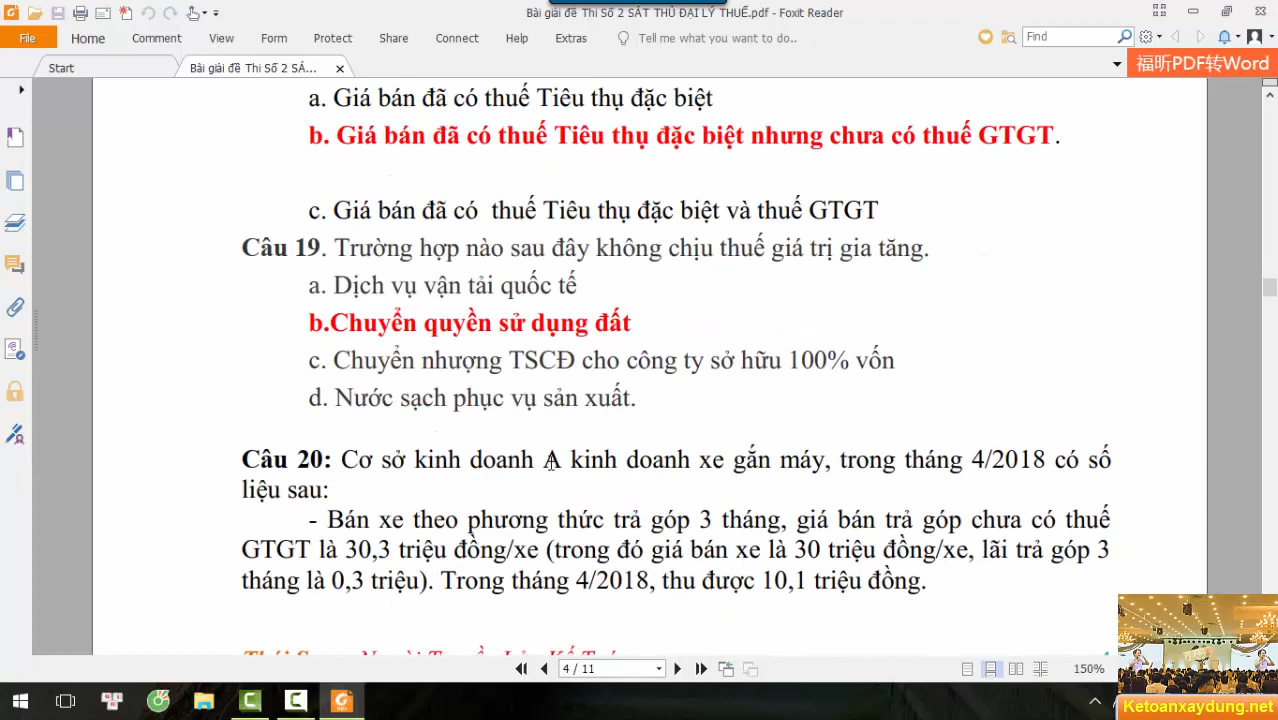 Bài giải đề Thi Số 2 SÁT THỦ ĐẠI LÝ THUẾ.pdf - Foxit Reader
File Home Comment View Form Protect Share Connect Help Extras Tell me what you want to do.. Find
Start Bài giải đề Thi Số 2 SÁ... 福昕PDF转Word
a. Giá bán đã có thuế Tiêu thụ đặc biệt
b. Giá bán đã có thuế Tiêu thụ đặc biệt nhưng chưa có thuế GTGT.
c. Giá bán đã có thuế Tiêu thụ đặc biệt và thuế GTGT
Câu 19. Trường hợp nào sau đây không chịu thuế giá trị gia tăng.
a. Dịch vụ vận tải quốc tế
b.Chuyển quyền sử dụng đất
c. Chuyển nhượng TSCĐ cho công ty sở hữu 100% vốn
d. Nước sạch phục vụ sản xuất.
Câu 20: Cơ sở kinh doanh A kinh doanh xe gắn máy, trong tháng 4/2018 có số
liệu sau:
- Bán xe theo phương thức trả góp 3 tháng, giá bán trả góp chưa có thuế
GTGT là 30,3 triệu đồng/xe (trong đó giá bán xe là 30 triệu đồng/xe, lãi trả góp 3
tháng là 0,3 triệu). Trong tháng 4/2018, thu được 10,1 triệu đồng.
4 / 11 150%
Ketoanxaydung.net